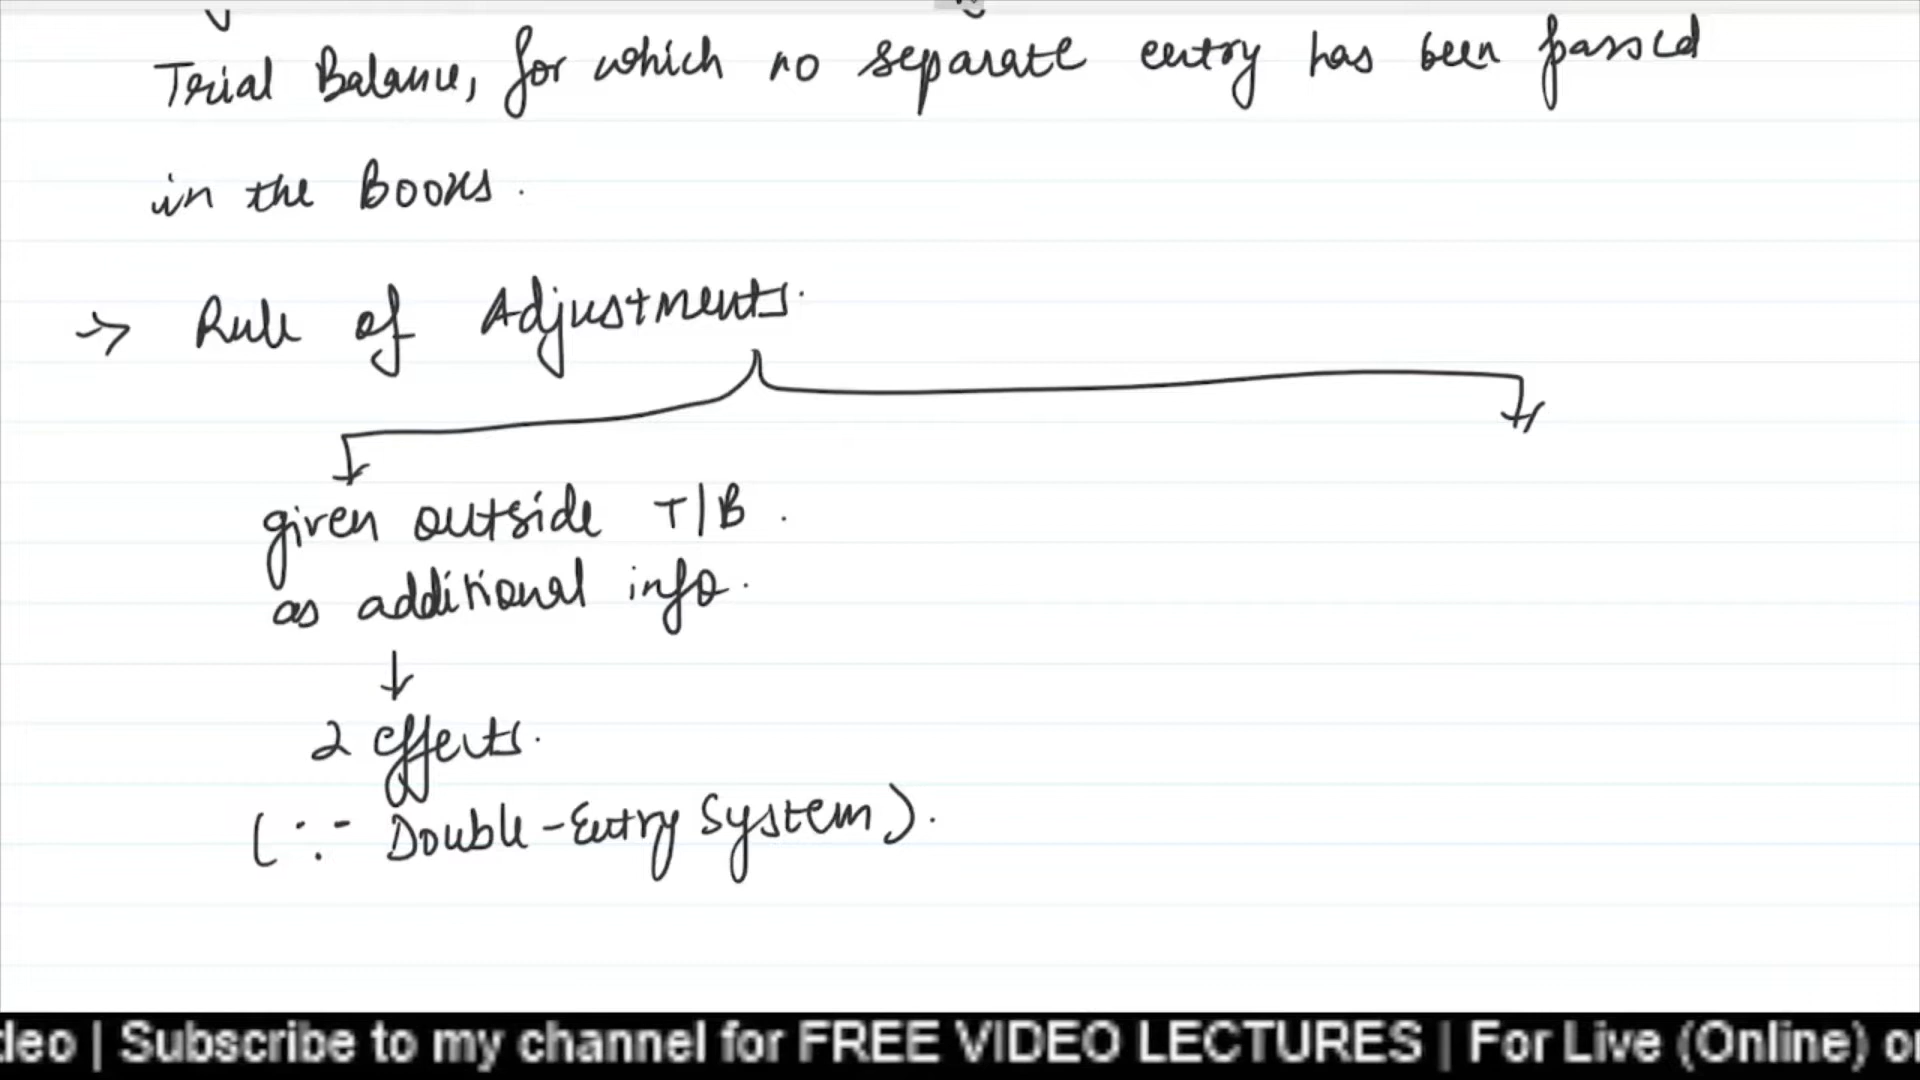 Trial Balance, for which no separate entry has been passed
in the Books.
→ Rule of Adjustments.
given outside T/B.
as additional info.
2 effects.
(∵ Double-Entry System).
deo | Subscribe to my channel for FREE VIDEO LECTURES | For Live (Online) o